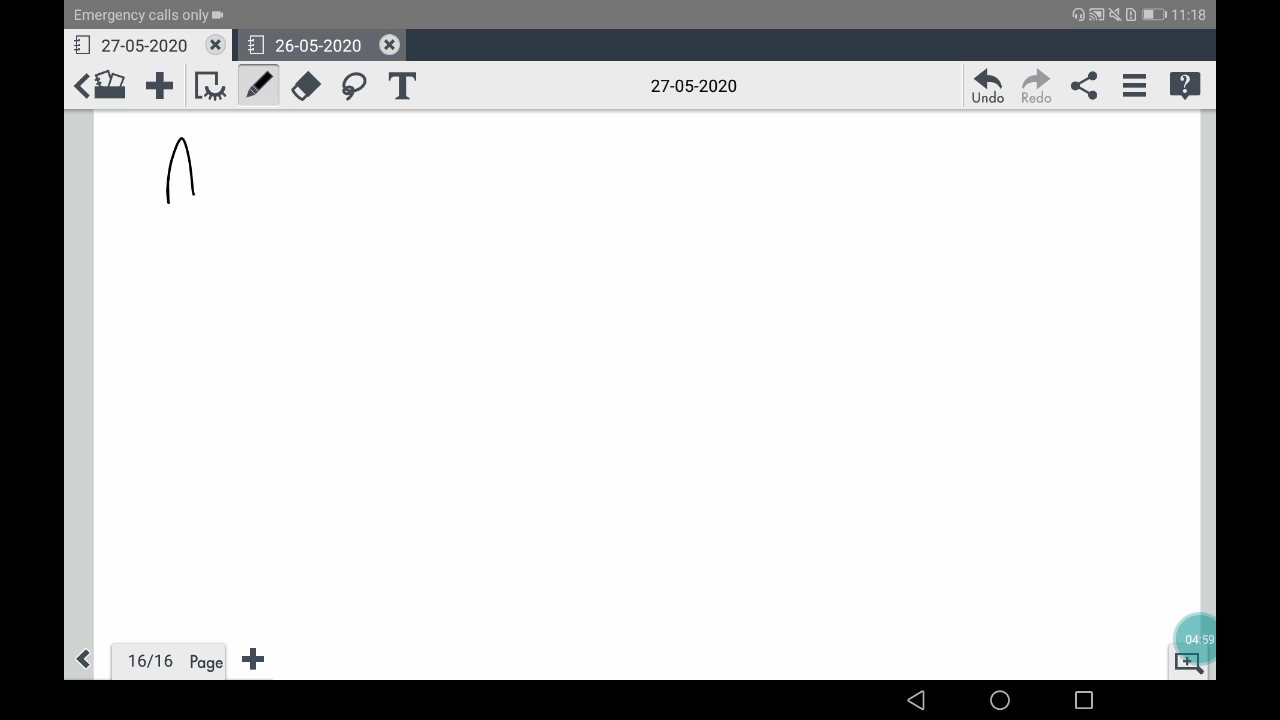 Emergency calls only 11:18
27-05-2020 26-05-2020
T 27-05-2020 Undo Redo ?
04:59
16/16 Page